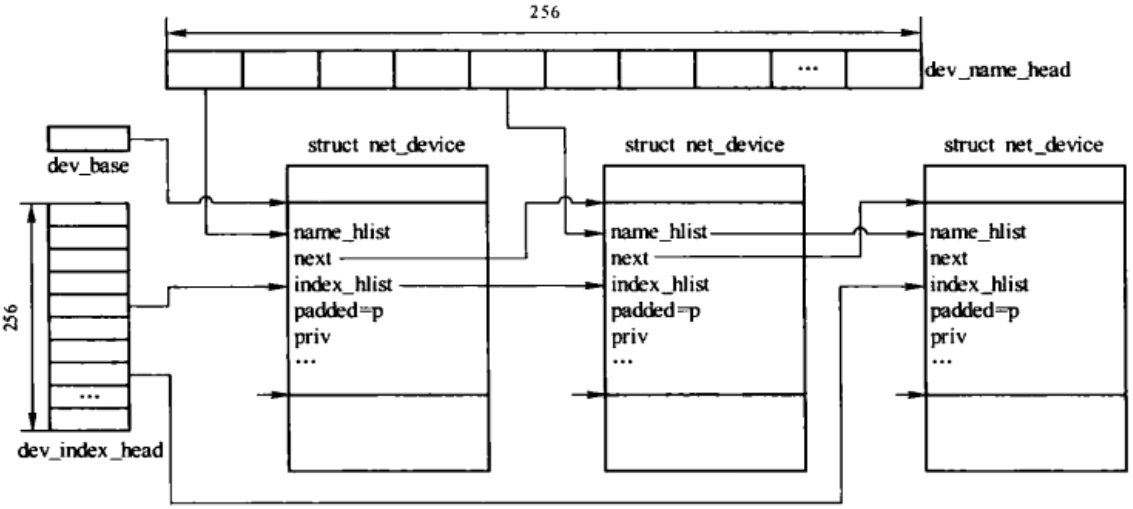 256
dev_name_head
...
dev_base
struct net_device
name_hlist
next
index_hlist
padded=p
priv
...
struct net_device
name_hlist
next
index_hlist
padded=p
priv
...
struct net_device
name_hlist
next
index_hlist
padded=p
priv
...
256
...
dev_index_head